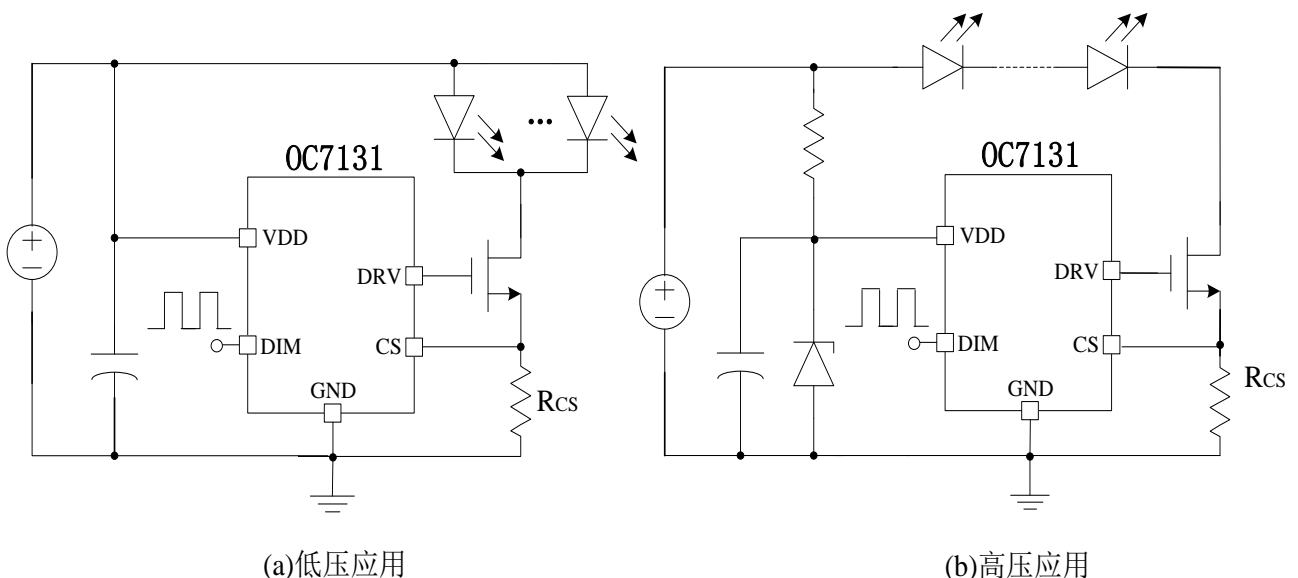 OC7131
VDD
DRV
DIM
CS
GND
RCS
+
−
(a)低压应用
OC7131
VDD
DRV
DIM
CS
GND
RCS
+
−
(b)高压应用